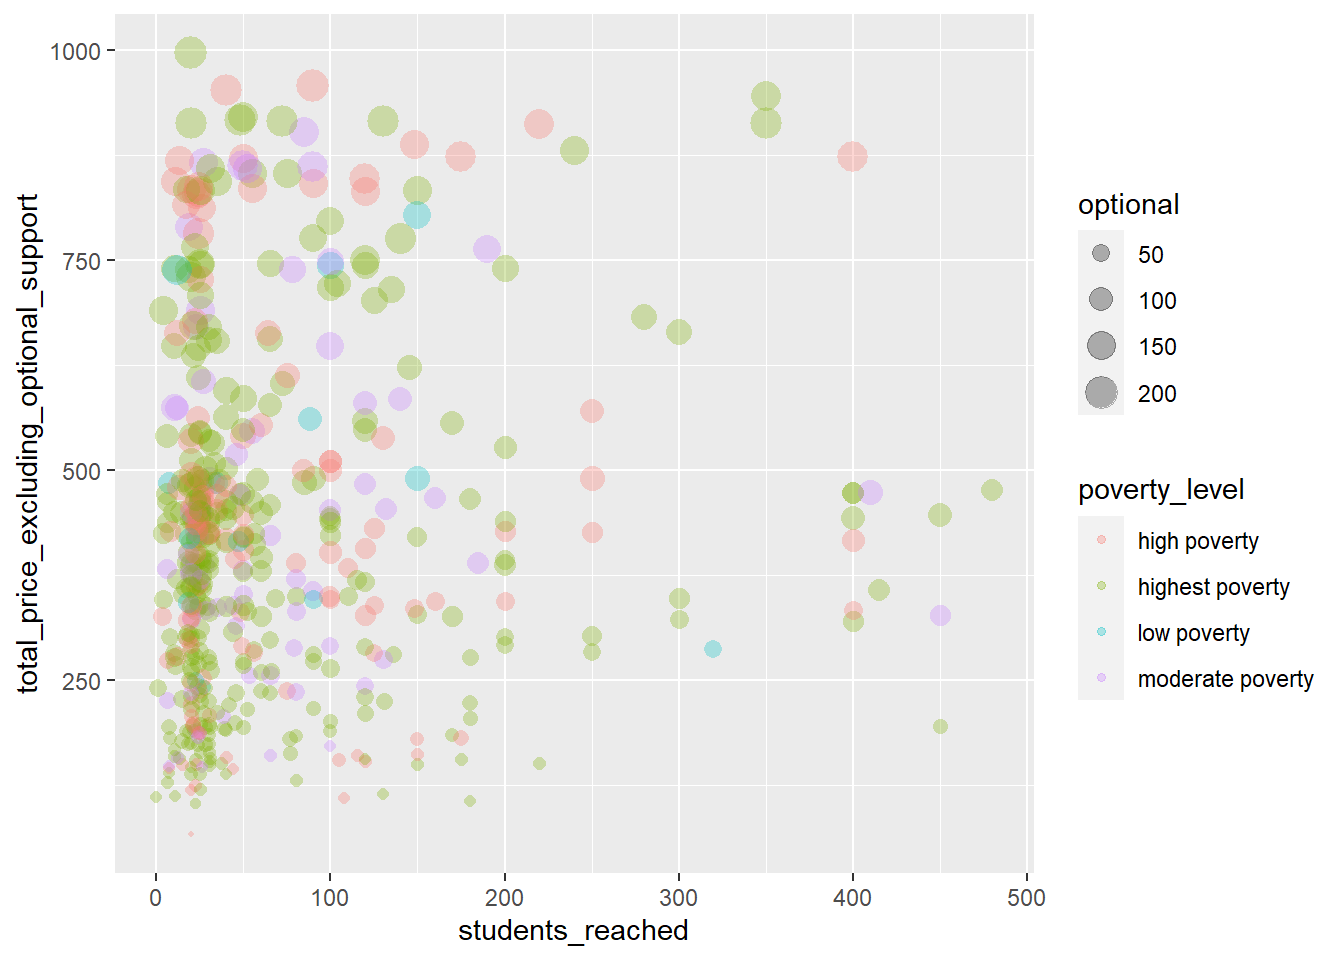 1000
750
500
250
0
100
200
300
400
500
students_reached
total_price_excluding_optional_support
optional
50
100
150
200
poverty_level
high poverty
highest poverty
low poverty
moderate poverty